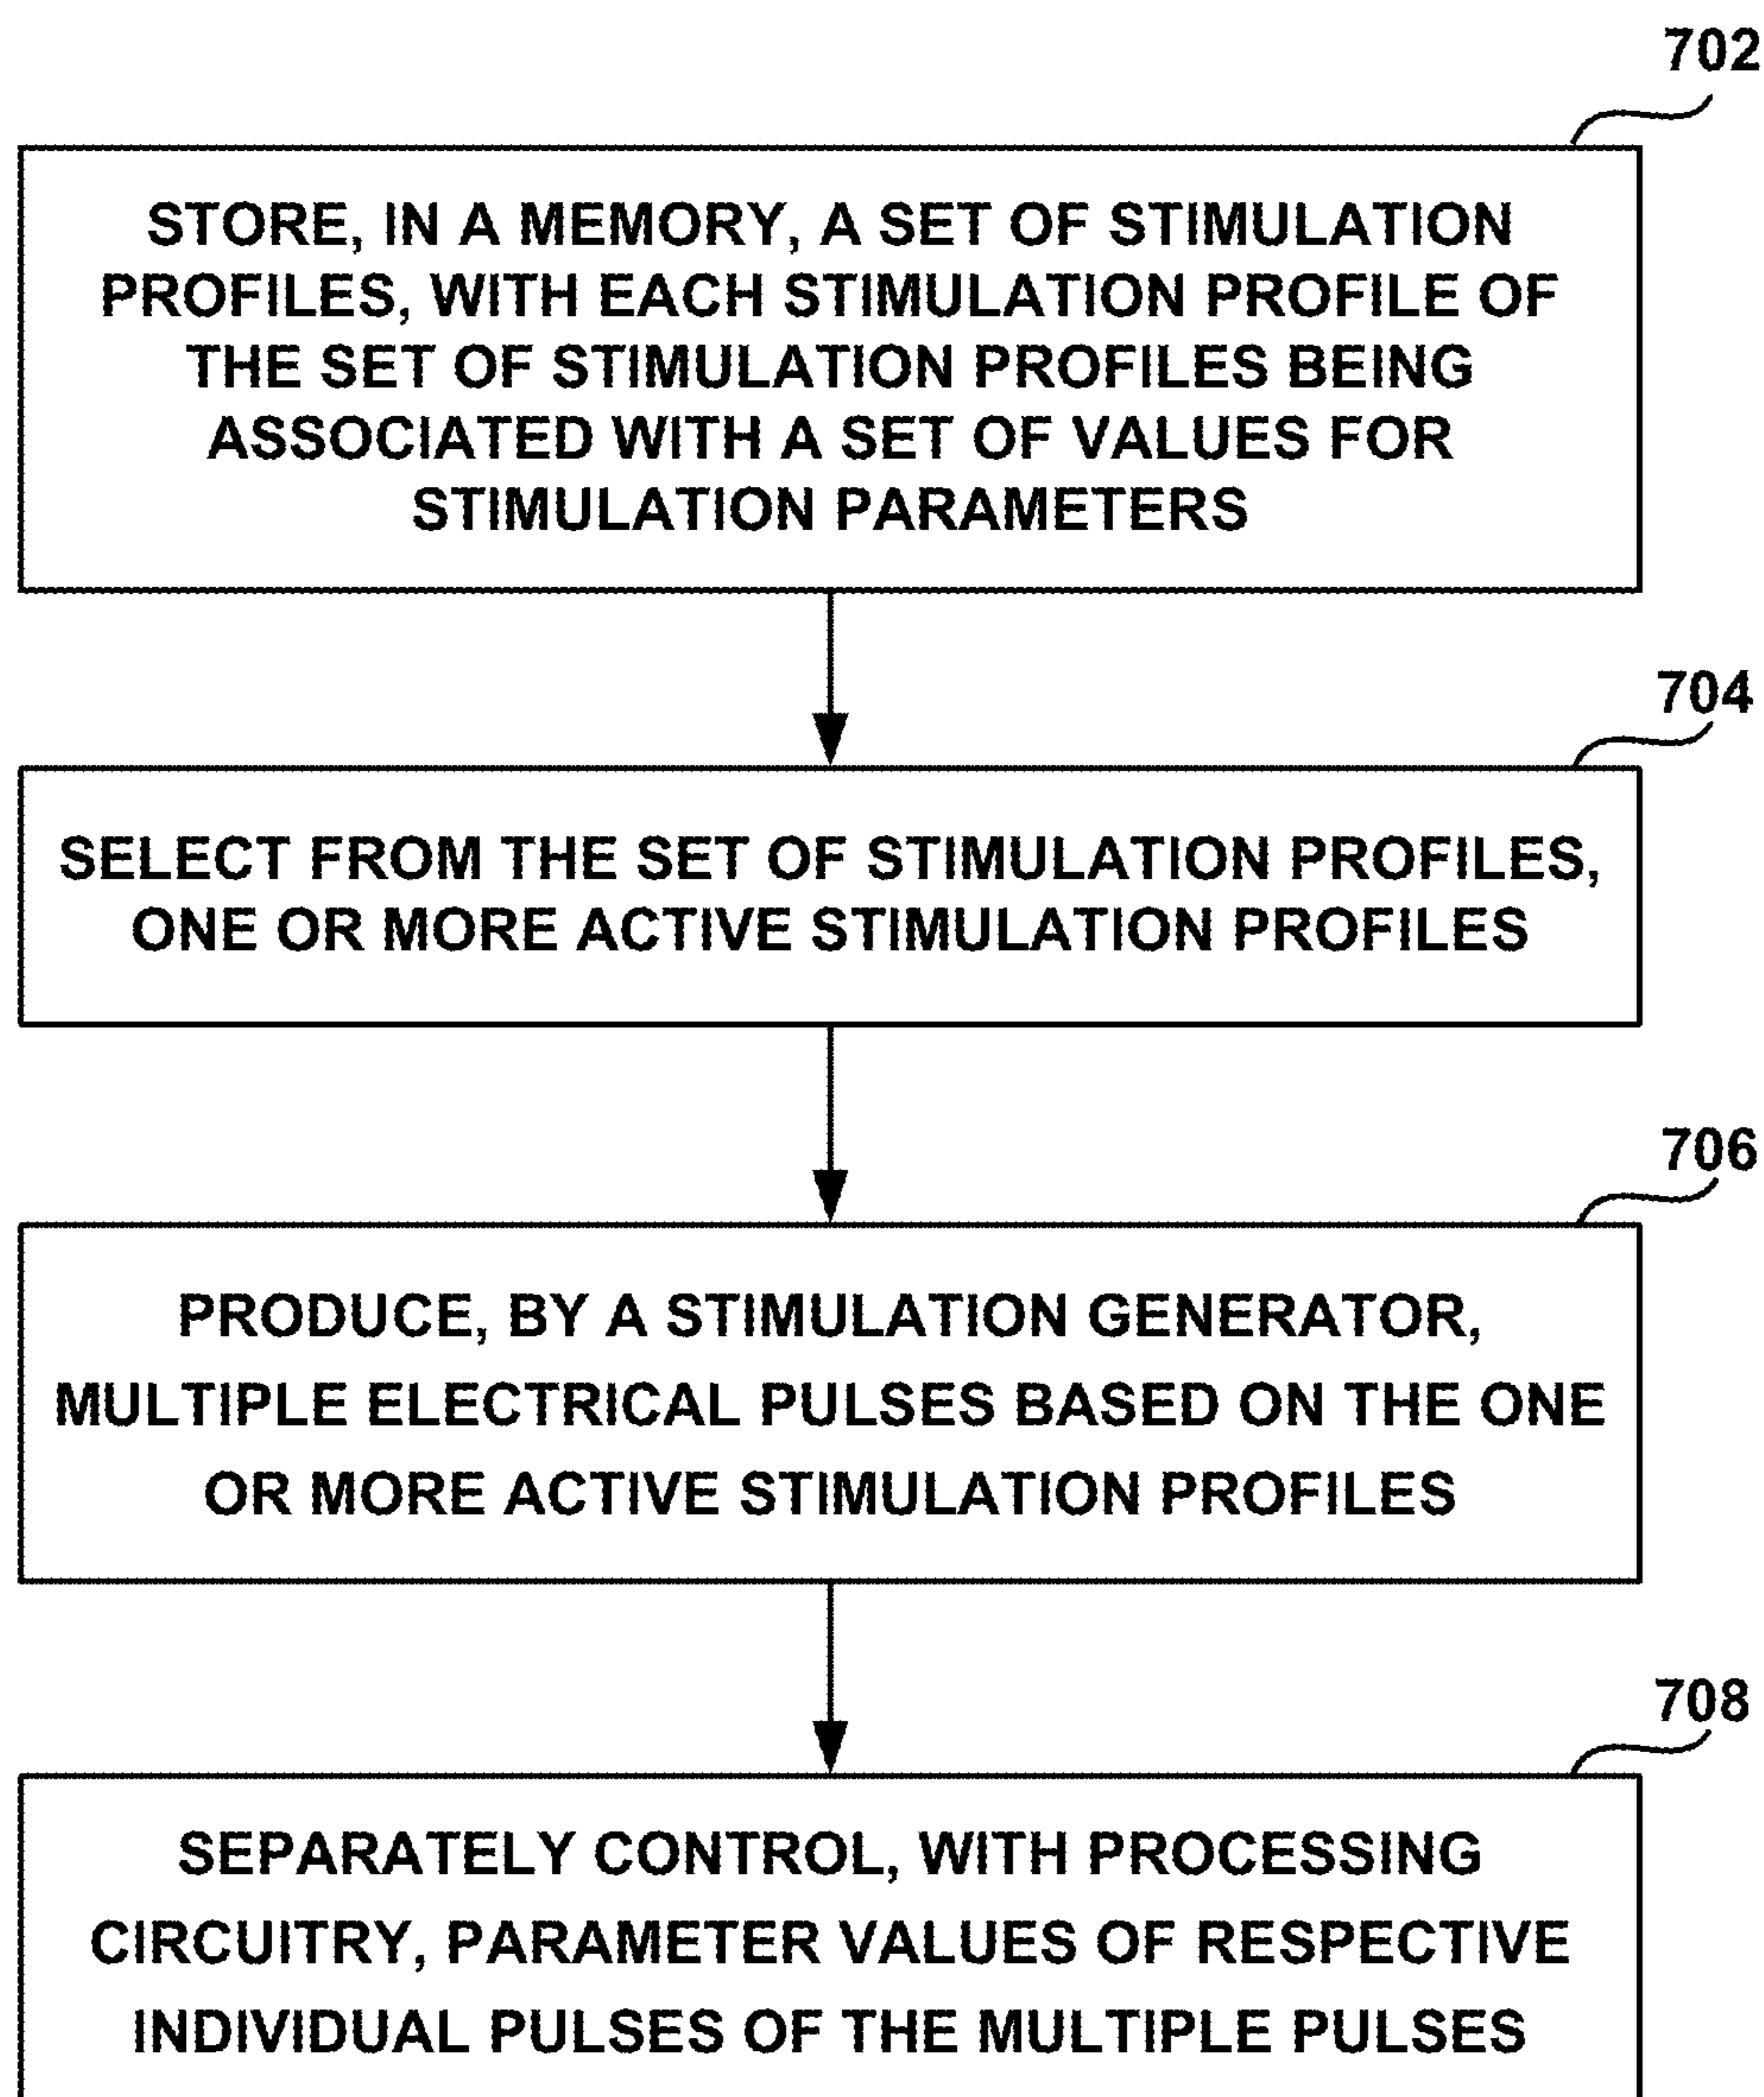 702
STORE, IN A MEMORY, A SET OF STIMULATION
PROFILES, WITH EACH STIMULATION PROFILE OF
THE SET OF STIMULATION PROFILES BEING
ASSOCIATED WITH A SET OF VALUES FOR
STIMULATION PARAMETERS
704
SELECT FROM THE SET OF STIMULATION PROFILES,
ONE OR MORE ACTIVE STIMULATION PROFILES
706
PRODUCE, BY A STIMULATION GENERATOR,
MULTIPLE ELECTRICAL PULSES BASED ON THE ONE
OR MORE ACTIVE STIMULATION PROFILES
708
SEPARATELY CONTROL, WITH PROCESSING
CIRCUITRY, PARAMETER VALUES OF RESPECTIVE
INDIVIDUAL PULSES OF THE MULTIPLE PULSES